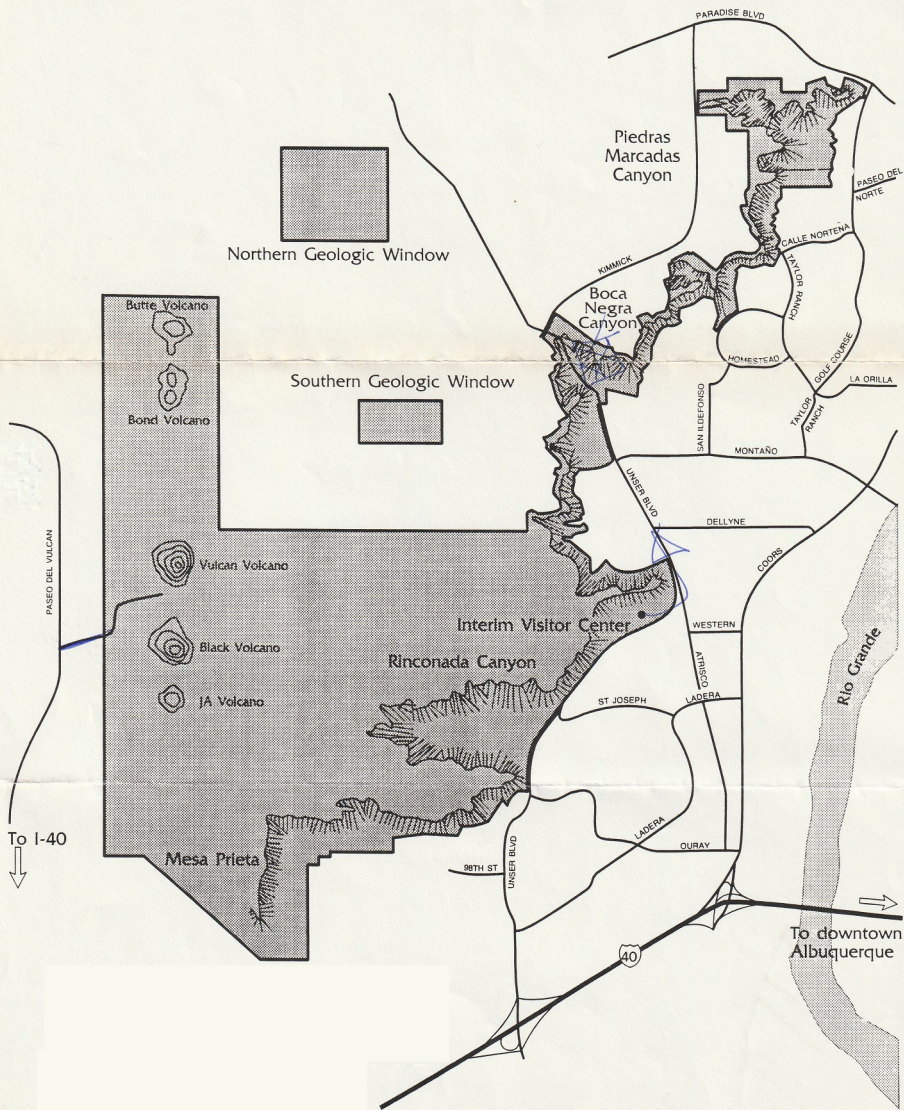 PARADISE BLVD
Piedras
Marcadas
Canyon
PASEO DEL
NORTE
Northern Geologic Window
CALLE NORTEÑA
KIMMICK
TAYLOR RANCH
Boca
Negra
Canyon
Butte Volcano
HOMESTEAD
GOLF COURSE
Southern Geologic Window
LA ORILLA
SAN ILDEFONSO
TAYLOR
RANCH
Bond Volcano
MONTAÑO
UNSER BLVD
DELLYNE
COORS
PASEO DEL VULCAN
Vulcan Volcano
Interim Visitor Center
WESTERN
Black Volcano
Rinconada Canyon
ATRISCO
Rio Grande
JA Volcano
ST JOSEPH
LADERA
To I-40
LADERA
OURAY
Mesa Prieta
98TH ST
UNSER BLVD
To downtown
Albuquerque
40